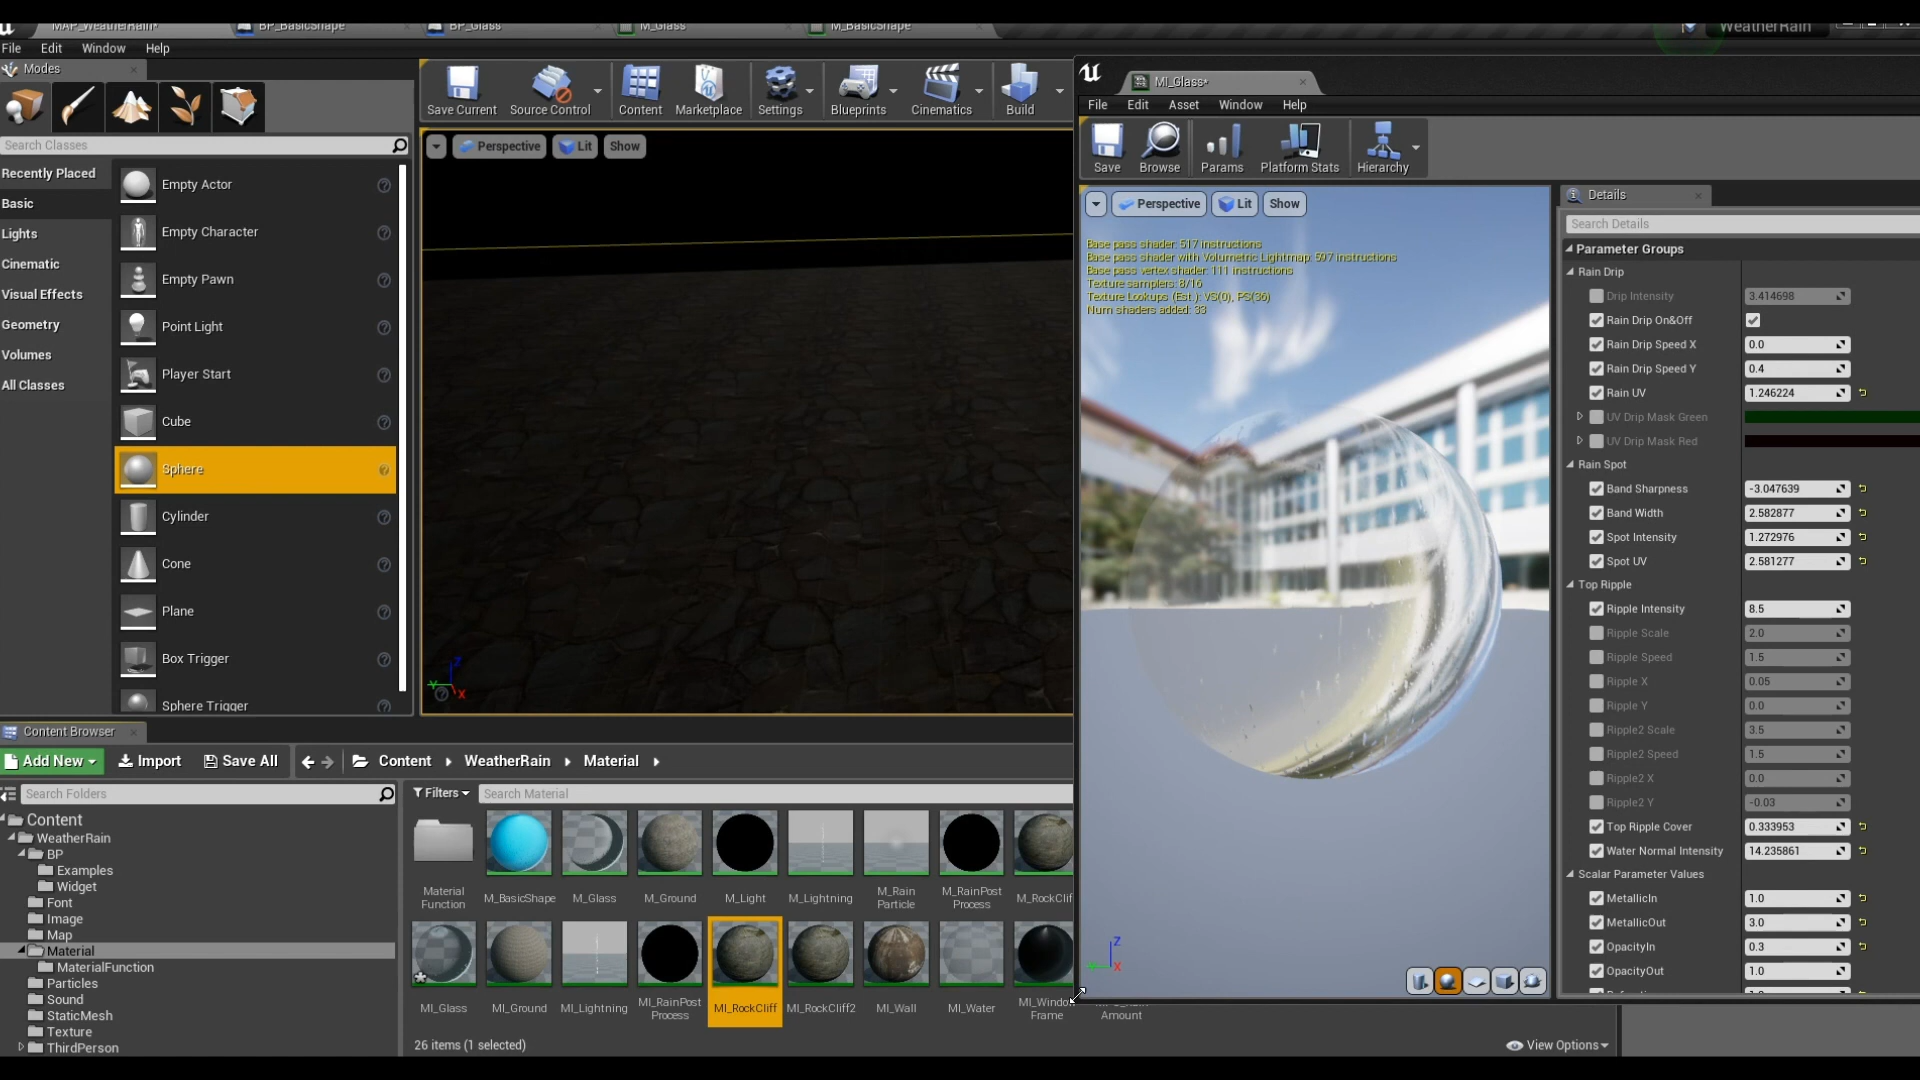 MAP_WeatherRain*
BP_BasicShape
BP_Glass
M_Glass
M_BasicShape
WeatherRain
File Edit Window Help
Modes
Search Classes
Recently Placed
Basic
Lights
Cinematic
Visual Effects
Geometry
Volumes
All Classes
Empty Actor
Empty Character
Empty Pawn
Point Light
Player Start
Cube
Sphere
Cylinder
Cone
Plane
Box Trigger
Sphere Trigger
Save Current
Source Control
Content
Marketplace
Settings
Blueprints
Cinematics
Build
Perspective Lit Show
Z
Y
X
MI_Glass*
File Edit Asset Window Help
Save
Browse
Params
Platform Stats
Hierarchy
Perspective Lit Show
Base pass shader: 517 instructions
Base pass shader with Volumetric Lightmap: 597 instructions
Base pass vertex shader: 111 instructions
Texture samplers: 8/16
Texture Lookups (Est.): VS(0), PS(36)
Num shaders added: 33
Z
X
Details
Search Details
Parameter Groups
Rain Drip
Drip Intensity 3.414698
Rain Drip On&Off
Rain Drip Speed X 0.0
Rain Drip Speed Y 0.4
Rain UV 1.246224
UV Drip Mask Green
UV Drip Mask Red
Rain Spot
Band Sharpness -3.047639
Band Width 2.582877
Spot Intensity 1.272976
Spot UV 2.581277
Top Ripple
Ripple Intensity 8.5
Ripple Scale 2.0
Ripple Speed 1.5
Ripple X 0.05
Ripple Y 0.0
Ripple2 Scale 3.5
Ripple2 Speed 1.5
Ripple2 X 0.0
Ripple2 Y -0.03
Top Ripple Cover 0.333953
Water Normal Intensity 14.235861
Scalar Parameter Values
MetallicIn 1.0
MetallicOut 3.0
OpacityIn 0.3
OpacityOut 1.0
Content Browser
Add New Import Save All Content WeatherRain Material
Search Folders
Filters Search Material
Content
WeatherRain
BP
Examples
Widget
Font
Image
Map
Material
MaterialFunction
Particles
Sound
StaticMesh
Texture
ThirdPerson
Material Function
M_BasicShape
M_Glass
M_Ground
M_Light
M_Lightning
M_Rain Particle
M_RainPost Process
M_RockClif
MI_Glass
MI_Ground
MI_Lightning
MI_RainPost Process
MI_RockCliff
MI_RockCliff2
MI_Wall
MI_Water
MI_Window Frame
Amount
26 items (1 selected)
View Options